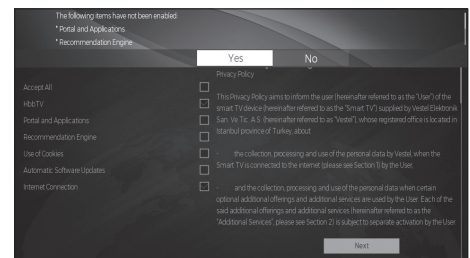 The following items have not been enabled
* Portal and Applications
* Recommendation Engine
Yes
No
Privacy Policy
Accept All
HbbTV
Portal and Applications
Recommendation Engine
Use of Cookies
Automatic Software Updates
Internet Connection
This Privacy Policy aims to inform the user (hereinafter referred to as the "User") of the
smart TV device (hereinafter referred to as the "Smart TV") supplied by Vestel Elektronik
San. Ve Tic. A.S. (hereinafter referred to as "Vestel"), whose registered office is located in
Istanbul province of Turkey, about
- the collection, processing and use of the personal data by Vestel, when the
Smart TV is connected to the internet (please see Section 1) by the User,
- and the collection, processing and use of the personal data when certain
optional additional offerings and additional services are used by the User. Each of the
said additional offerings and additional services (hereinafter referred to as the
"Additional Services", please see Section 2) is subject to separate activation by the User
Next